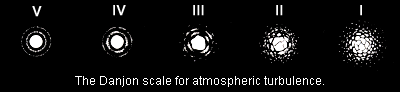 V IV III II I
The Danjon scale for atmospheric turbulence.